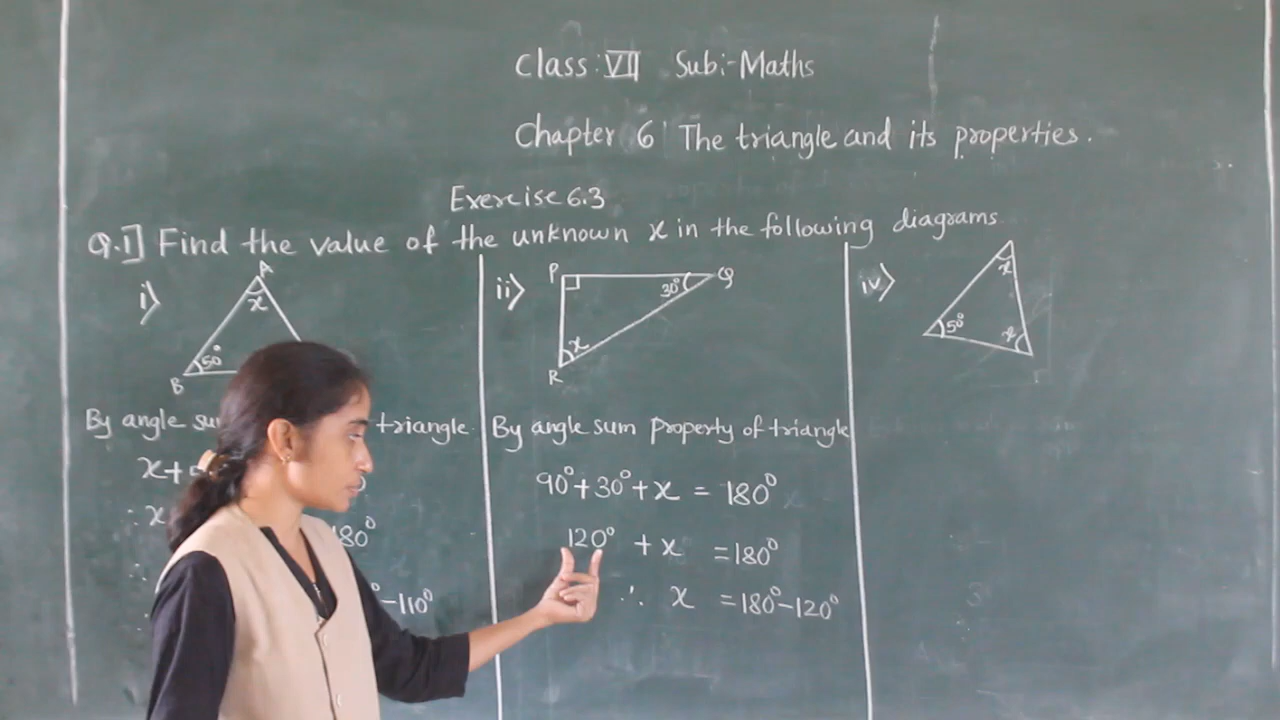 Class: VII Sub:-Maths
Chapter 6 The triangle and its properties.
Exercise 6.3
Q.1] Find the value of the unknown x in the following diagrams.
i>
A
x
50°
B
By angle triangle
x+
∴x
180°
∴
°-110°
ii>
P
Q
30°
x
R
By angle sum property of triangle
90°+30°+x = 180°
120° + x = 180°
∴ x = 180°-120°
iv>
x
50°
x